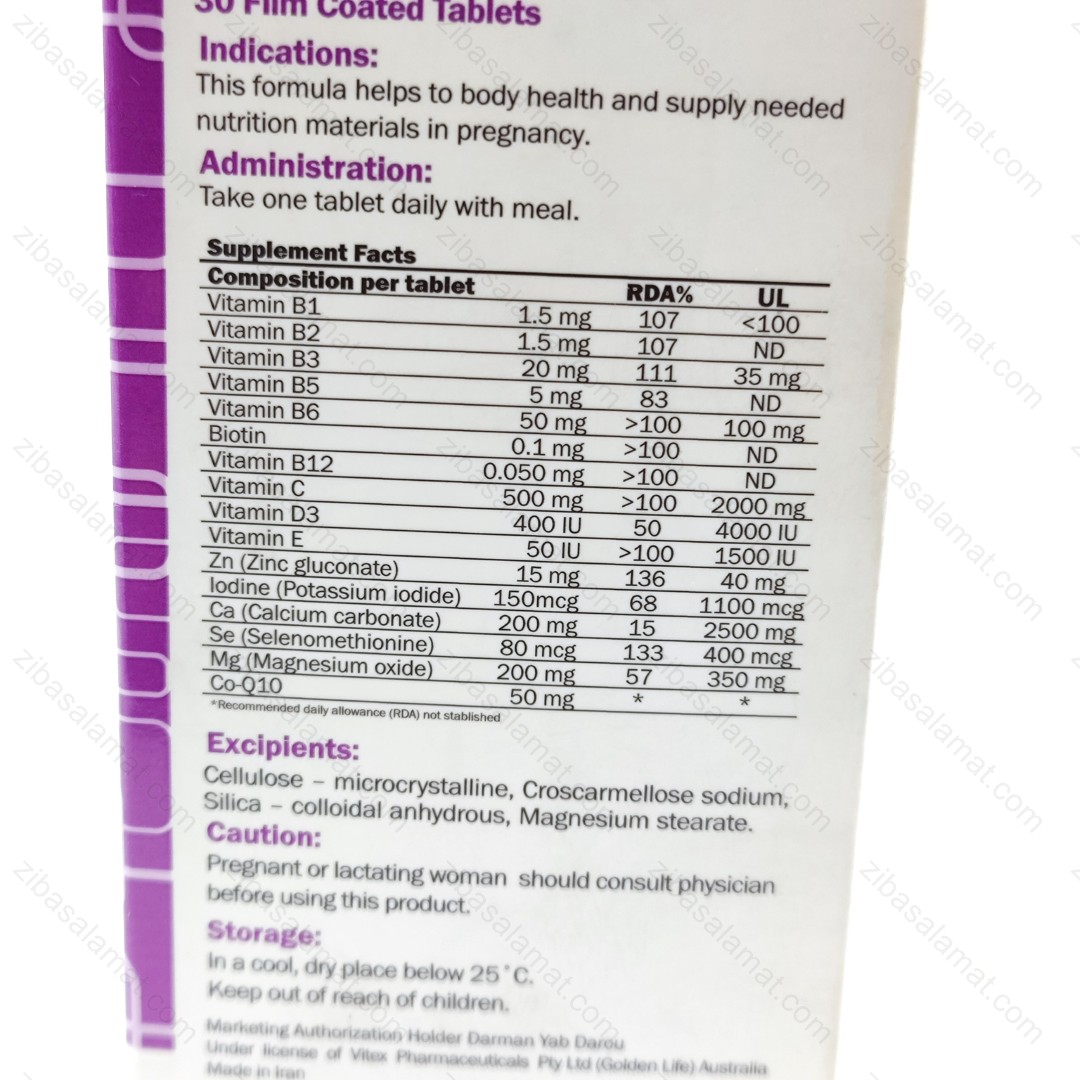 30 Film Coated Tablets
Indications:
This formula helps to body health and supply needed
nutrition materials in pregnancy.
Administration:
Take one tablet daily with meal.
Supplement Facts
Composition per tablet RDA% UL
Vitamin B1 1.5 mg 107 <100
Vitamin B2 1.5 mg 107 ND
Vitamin B3 20 mg 111 35 mg
Vitamin B5 5 mg 83 ND
Vitamin B6 50 mg >100 100 mg
Biotin 0.1 mg >100 ND
Vitamin B12 0.050 mg >100 ND
Vitamin C 500 mg >100 2000 mg
Vitamin D3 400 IU 50 4000 IU
Vitamin E 50 IU >100 1500 IU
Zn (Zinc gluconate) 15 mg 136 40 mg
Iodine (Potassium iodide) 150mcg 68 1100 mcg
Ca (Calcium carbonate) 200 mg 15 2500 mg
Se (Selenomethionine) 80 mcg 133 400 mcg
Mg (Magnesium oxide) 200 mg 57 350 mg
Co-Q10 50 mg * *
*Recommended daily allowance (RDA) not stablished
Excipients:
Cellulose – microcrystalline, Croscarmellose sodium,
Silica – colloidal anhydrous, Magnesium stearate.
Caution:
Pregnant or lactating woman should consult physician
before using this product.
Storage:
In a cool, dry place below 25°C.
Keep out of reach of children.
Marketing Authorization Holder Darman Yab Darou
Under license of Vitex Pharmaceuticals Pty Ltd (Golden Life) Australia
Made in Iran
zibasalamat.com